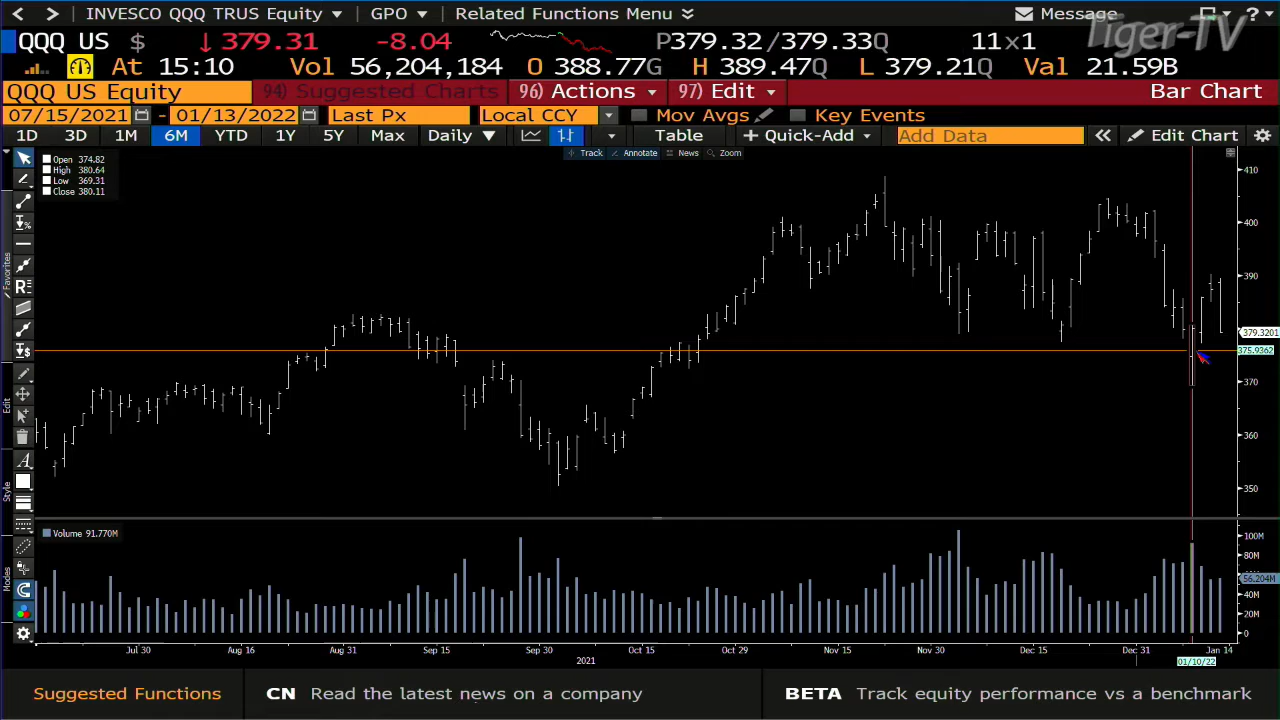 INVESCO QQQ TRUS Equity GPO Related Functions Menu Message ?
Tiger-TV
QQQ US $ ↓379.31 -8.04 P379.32/379.33Q 11x1
At 15:10 Vol 56,204,184 O 388.77G H 389.47Q L 379.21Q Val 21.59B
QQQ US Equity 94) Suggested Charts 96) Actions 97) Edit Bar Chart
07/15/2021 - 01/13/2022 Last Px Local CCY Mov Avgs Key Events
1D 3D 1M 6M YTD 1Y 5Y Max Daily ▼ Table + Quick-Add Add Data « Edit Chart
Track Annotate News Zoom
Open 374.82
High 380.64
Low 369.31
Close 380.11
410
400
390
379.3201
375.9362
370
360
350
Favorites
Edit
Style
Modes
Volume 91.770M
100M
80M
56.204M
40M
20M
0
Jul 30 Aug 16 Aug 31 Sep 15 Sep 30 Oct 15 Oct 29 Nov 15 Nov 30 Dec 15 Dec 31 Jan 14
2021 01/10/22
Suggested Functions CN Read the latest news on a company BETA Track equity performance vs a benchmark